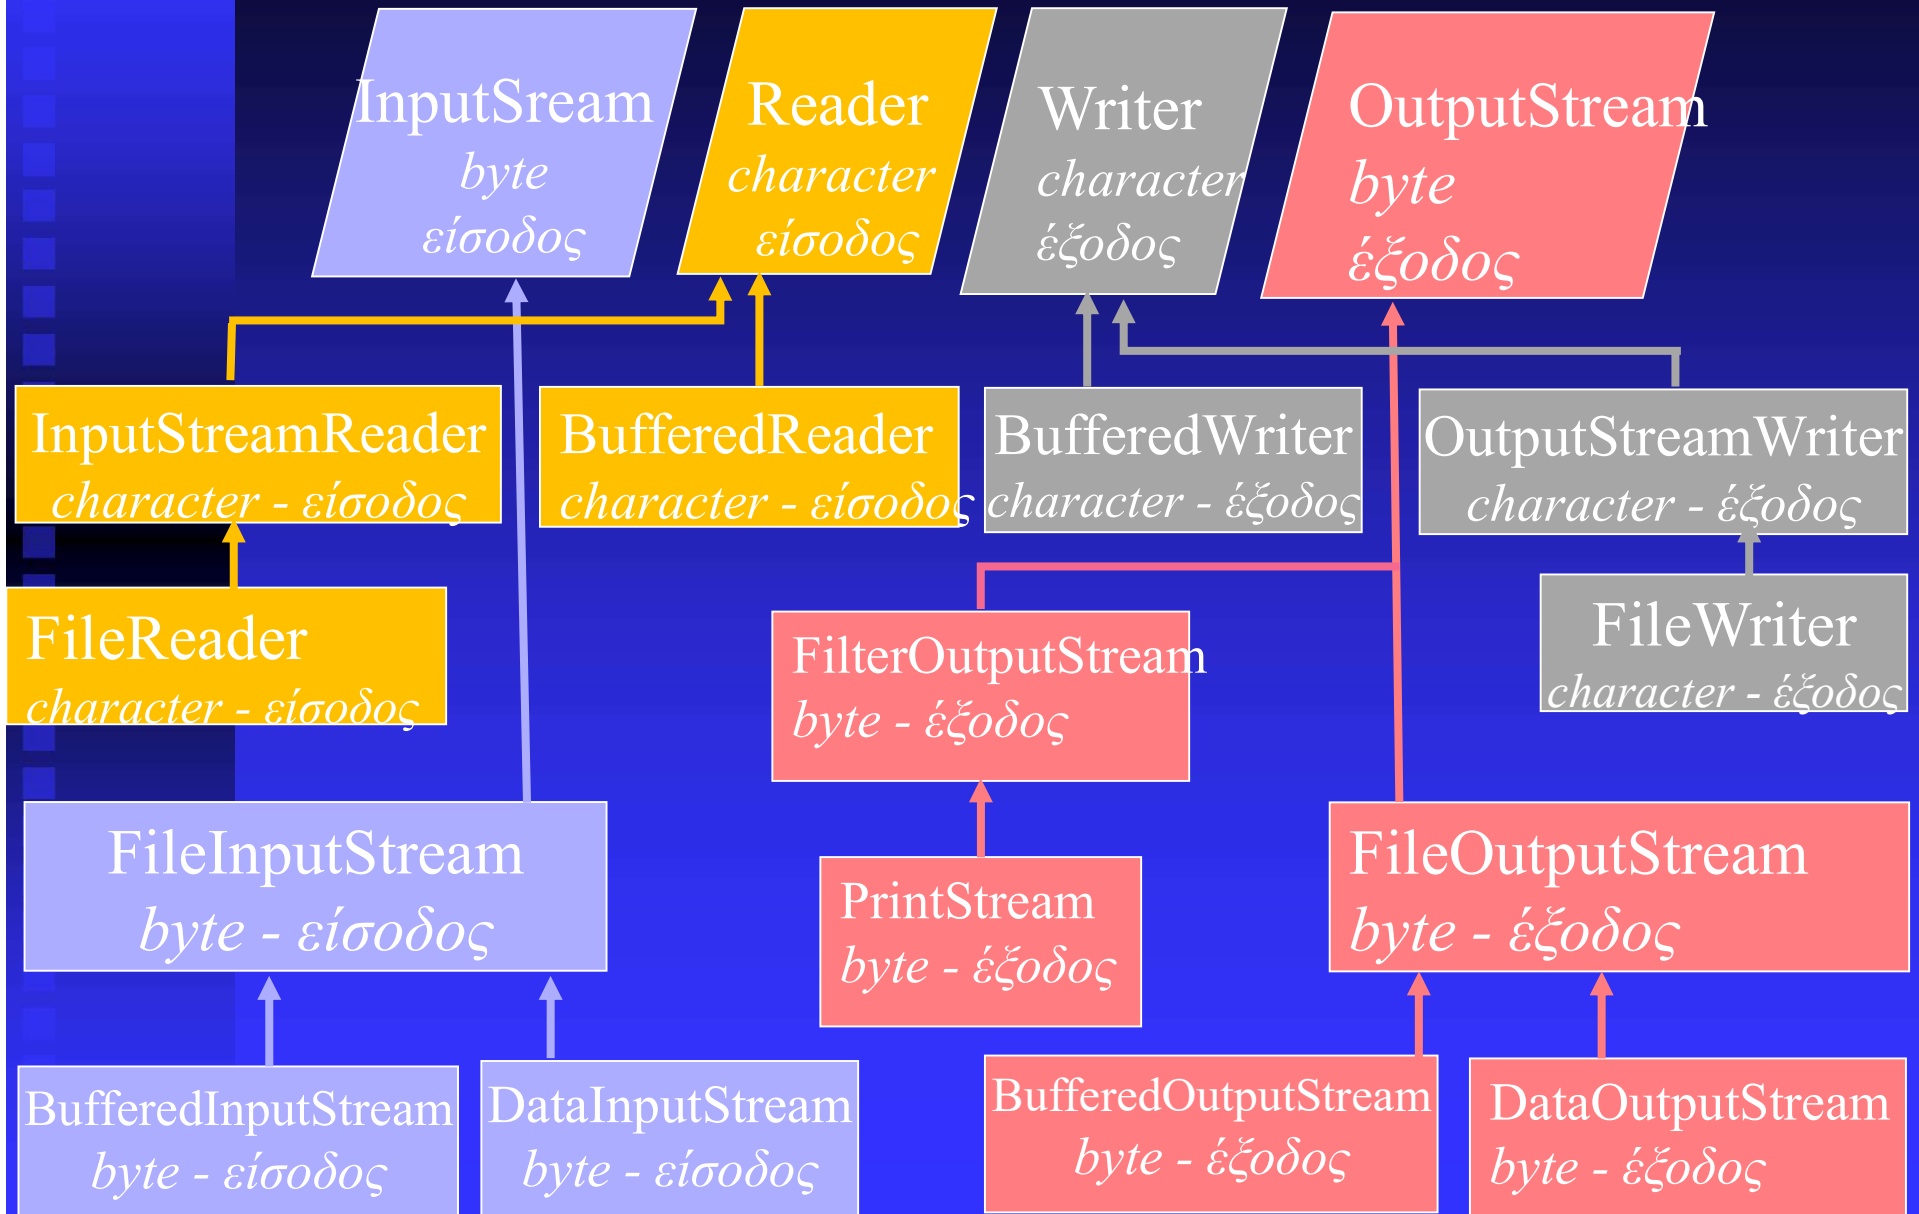 InputSream
byte
είσοδος
Reader
character
είσοδος
Writer
character
έξοδος
OutputStream
byte
έξοδος
InputStreamReader
character - είσοδος
BufferedReader
character - είσοδος
BufferedWriter
character - έξοδος
OutputStreamWriter
character - έξοδος
FileReader
character - είσοδος
FilterOutputStream
byte - έξοδος
FileWriter
character - έξοδος
FileInputStream
byte - είσοδος
PrintStream
byte - έξοδος
FileOutputStream
byte - έξοδος
BufferedInputStream
byte - είσοδος
DataInputStream
byte - είσοδος
BufferedOutputStream
byte - έξοδος
DataOutputStream
byte - έξοδος